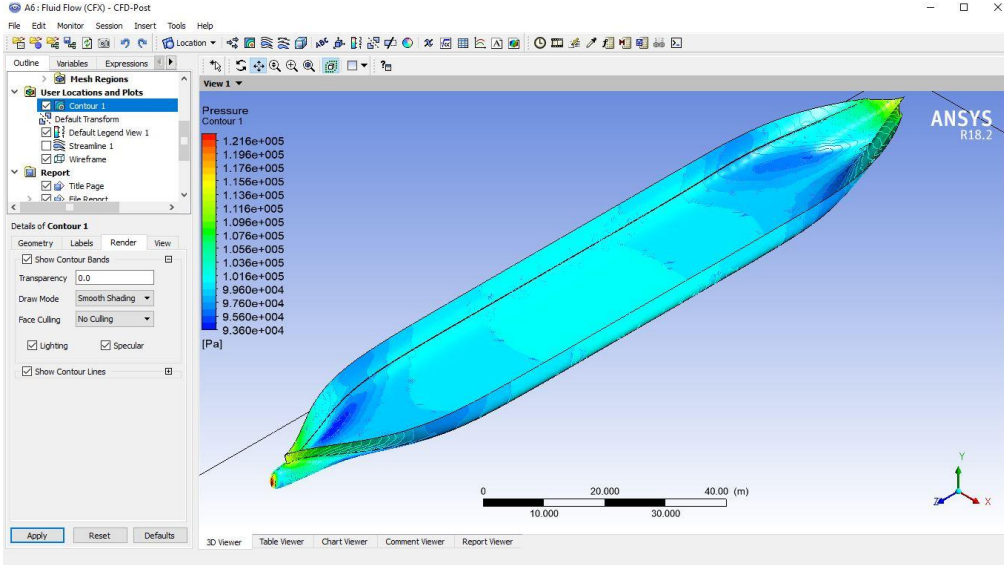 A6 : Fluid Flow (CFX) - CFD-Post
File Edit Monitor Session Insert Tools Help
Location
Outline Variables Expressions
View 1
Mesh Regions
User Locations and Plots
Contour 1
Default Transform
Default Legend View 1
Streamline 1
Wireframe
Report
Title Page
File Report
Details of Contour 1
Geometry Labels Render View
Show Contour Bands
Transparency 0.0
Draw Mode Smooth Shading
Face Culling No Culling
Lighting Specular
Show Contour Lines
Apply Reset Defaults
Pressure
Contour 1
1.216e+005
1.196e+005
1.176e+005
1.156e+005
1.136e+005
1.116e+005
1.096e+005
1.076e+005
1.056e+005
1.036e+005
1.016e+005
9.960e+004
9.760e+004
9.560e+004
9.360e+004
[Pa]
ANSYS
R18.2
0 20.000 40.00 (m)
10.000 30.000
Y
Z X
3D Viewer Table Viewer Chart Viewer Comment Viewer Report Viewer